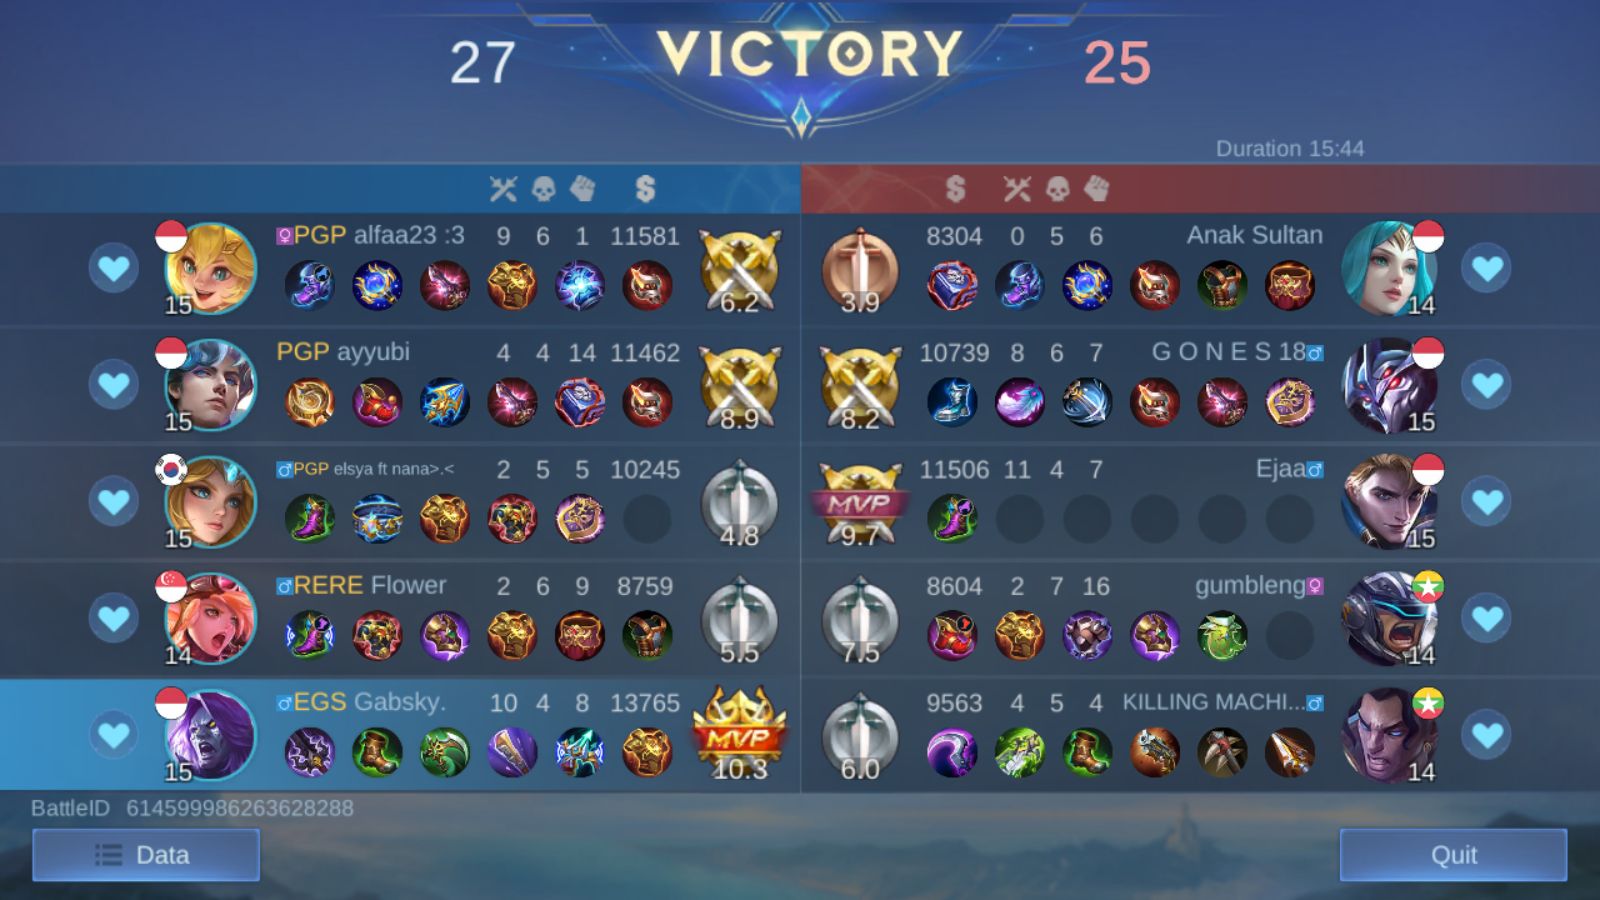 27 VICTORY 25
Duration 15:44
PGP alfaa23 :3 9 6 1 11581
15 6.2
8304 0 5 6 Anak Sultan
3.9 14
PGP ayyubi 4 4 14 11462
15 8.9
10739 8 6 7 G O N E S 18
8.2 15
PGP elsya ft nana>.< 2 5 5 10245
15 4.8
11506 11 4 7 Ejaa
MVP
9.7 15
RERE Flower 2 6 9 8759
14 5.5
8604 2 7 16 gumbleng
7.5 14
EGS Gabsky. 10 4 8 13765
MVP
15 10.3
9563 4 5 4 KILLING MACHI...
6.0 14
BattleID 614599986263628288
Data
Quit